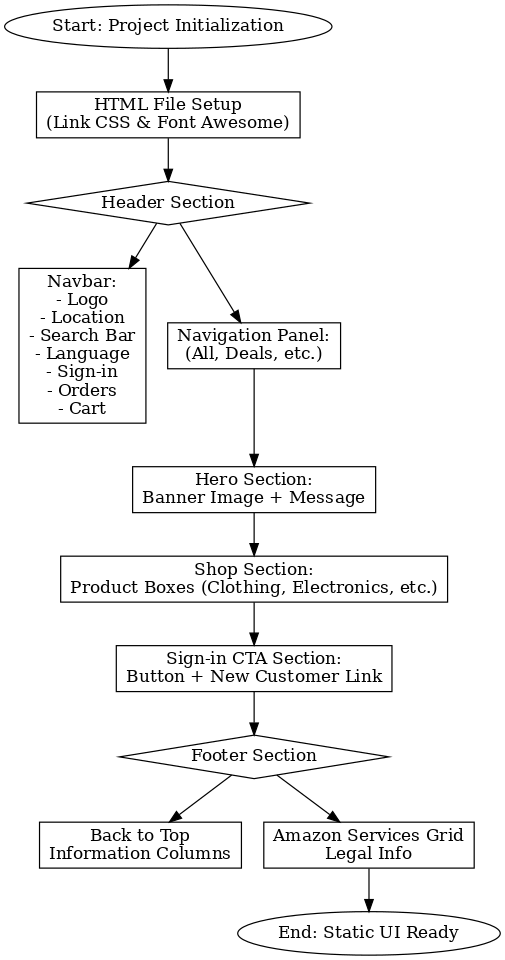 Start: Project Initialization
HTML File Setup
(Link CSS & Font Awesome)
Header Section
Navbar:
- Logo
- Location
- Search Bar
- Language
- Sign-in
- Orders
- Cart
Navigation Panel:
(All, Deals, etc.)
Hero Section:
Banner Image + Message
Shop Section:
Product Boxes (Clothing, Electronics, etc.)
Sign-in CTA Section:
Button + New Customer Link
Footer Section
Back to Top
Information Columns
Amazon Services Grid
Legal Info
End: Static UI Ready